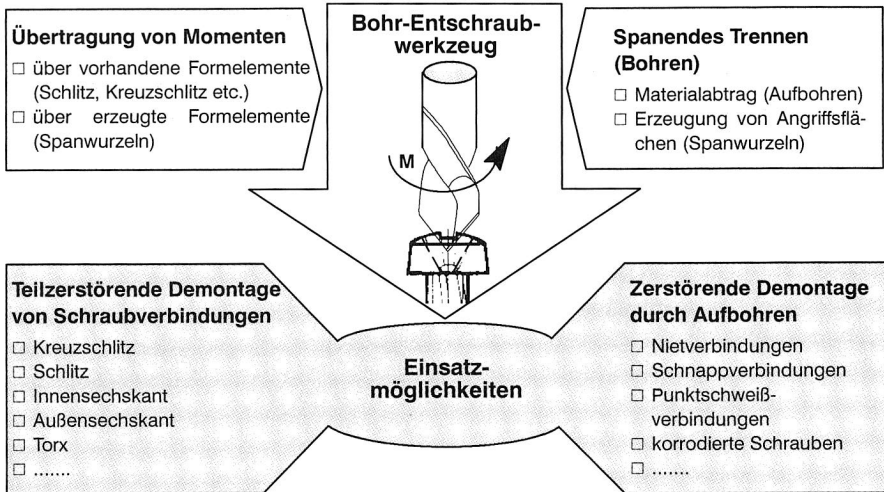 Übertragung von Momenten
☐ über vorhandene Formelemente
(Schlitz, Kreuzschlitz etc.)
☐ über erzeugte Formelemente
(Spanwurzeln)
Bohr-Entschraub-
werkzeug
M
Spanendes Trennen
(Bohren)
☐ Materialabtrag (Aufbohren)
☐ Erzeugung von Angriffsflä-
chen (Spanwurzeln)
Teilzerstörende Demontage
von Schraubverbindungen
☐ Kreuzschlitz
☐ Schlitz
☐ Innensechskant
☐ Außensechskant
☐ Torx
☐ .......
Einsatz-
möglichkeiten
Zerstörende Demontage
durch Aufbohren
☐ Nietverbindungen
☐ Schnappverbindungen
☐ Punktschweiß-
verbindungen
☐ korrodierte Schrauben
☐ .......